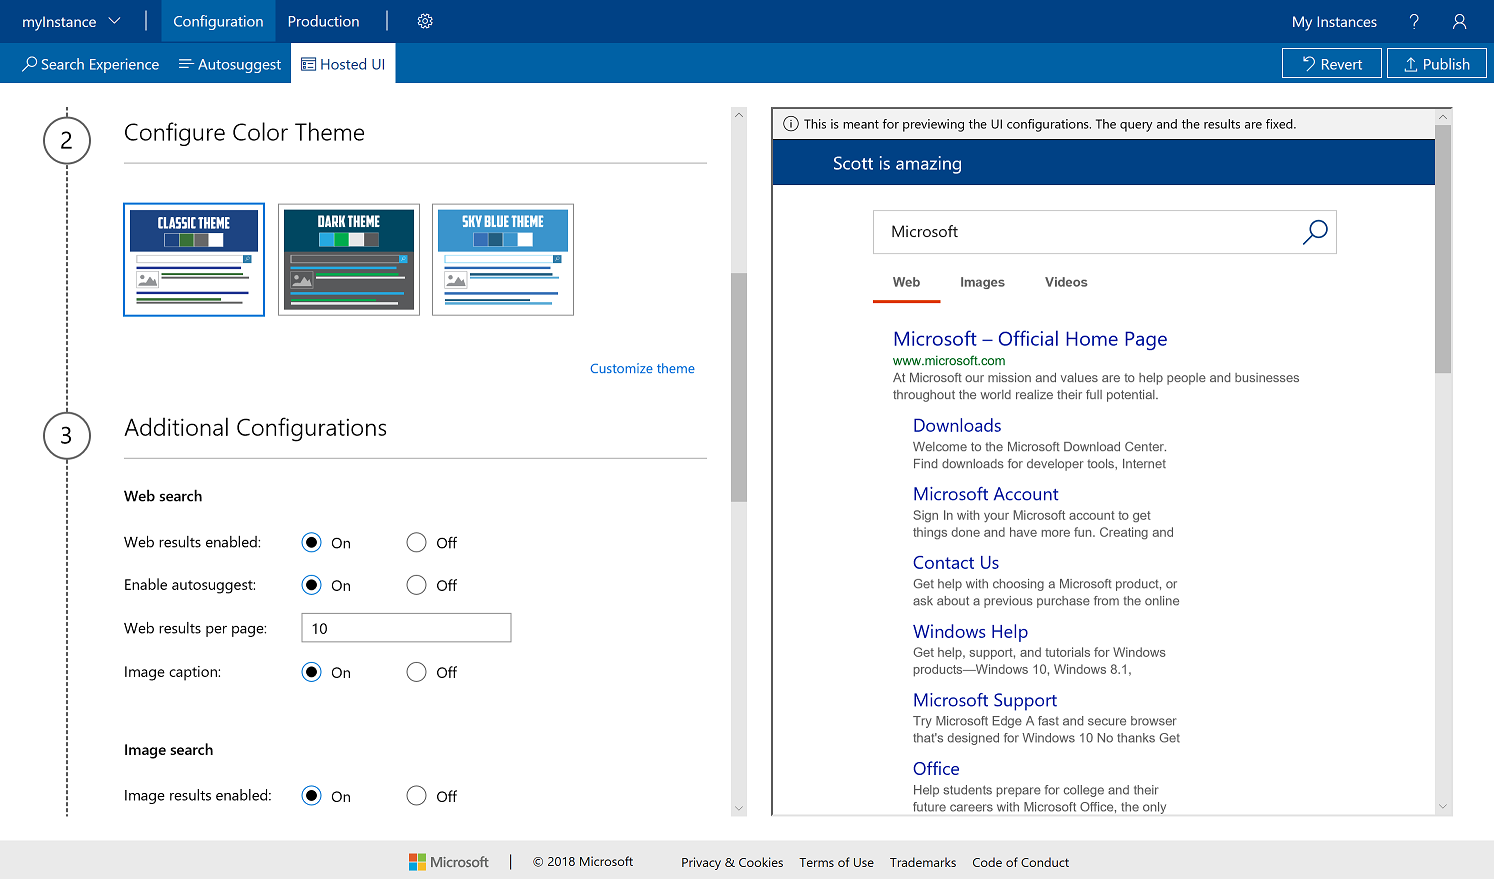 myInstance
Configuration
Production
My Instances
?
Search Experience
Autosuggest
Hosted UI
Revert
Publish
2
Configure Color Theme
CLASSIC THEME
DARK THEME
SKY BLUE THEME
Customize theme
3
Additional Configurations
Web search
Web results enabled: On Off
Enable autosuggest: On Off
Web results per page: 10
Image caption: On Off
Image search
Image results enabled: On Off
This is meant for previewing the UI configurations. The query and the results are fixed.
Scott is amazing
Microsoft
Web Images Videos
Microsoft – Official Home Page
www.microsoft.com
At Microsoft our mission and values are to help people and businesses
throughout the world realize their full potential.
Downloads
Welcome to the Microsoft Download Center.
Find downloads for developer tools, Internet
Microsoft Account
Sign In with your Microsoft account to get
things done and have more fun. Creating and
Contact Us
Get help with choosing a Microsoft product, or
ask about a previous purchase from the online
Windows Help
Get help, support, and tutorials for Windows
products—Windows 10, Windows 8.1,
Microsoft Support
Try Microsoft Edge A fast and secure browser
that's designed for Windows 10 No thanks Get
Office
Help students prepare for college and their
future careers with Microsoft Office, the only
Microsoft
© 2018 Microsoft
Privacy & Cookies
Terms of Use
Trademarks
Code of Conduct